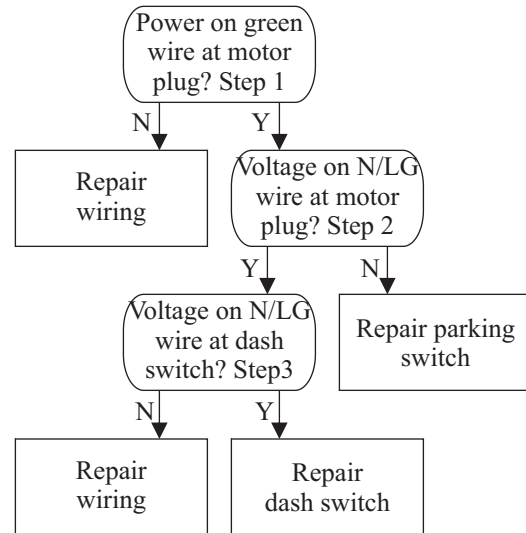 Power on green
wire at motor
plug? Step 1
N
Y
Repair
wiring
Voltage on N/LG
wire at motor
plug? Step 2
Y
N
Voltage on N/LG
wire at dash
switch? Step3
Repair parking
switch
N
Y
Repair
wiring
Repair
dash switch